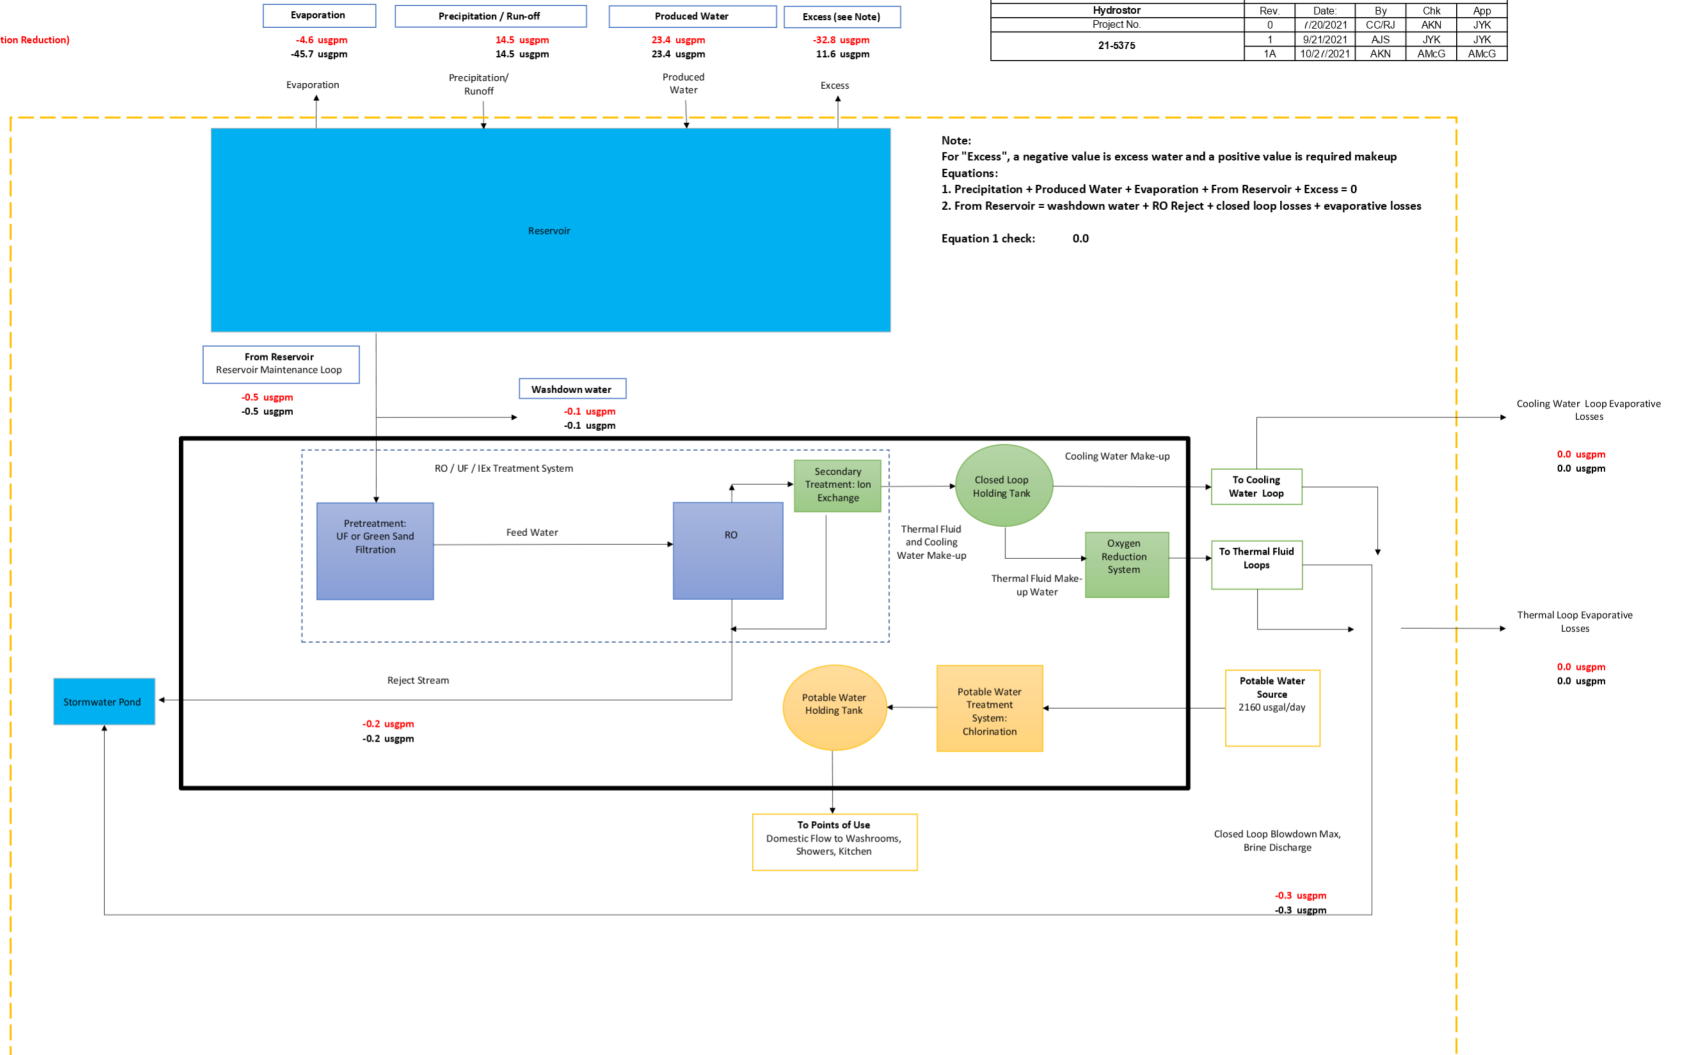 Evaporation
Precipitation / Run-off
Produced Water
Excess (see Note)
tion Reduction)
-4.6 usgpm
14.5 usgpm
23.4 usgpm
-32.8 usgpm
-45.7 usgpm
14.5 usgpm
23.4 usgpm
11.6 usgpm
Hydrostor
Rev.
Date:
By
Chk
App
Project No.
0
7/20/2021
CC/RJ
AKN
JYK
21-5375
1
9/21/2021
AJS
JYK
JYK
1A
10/27/2021
AKN
AMcG
AMcG
Evaporation
Precipitation/
Runoff
Produced
Water
Excess
Reservoir
Note:
For "Excess", a negative value is excess water and a positive value is required makeup
Equations:
1. Precipitation + Produced Water + Evaporation + From Reservoir + Excess = 0
2. From Reservoir = washdown water + RO Reject + closed loop losses + evaporative losses
Equation 1 check: 0.0
From Reservoir
Reservoir Maintenance Loop
-0.5 usgpm
-0.5 usgpm
Washdown water
-0.1 usgpm
-0.1 usgpm
Cooling Water Loop Evaporative
Losses
0.0 usgpm
0.0 usgpm
RO / UF / IEx Treatment System
Pretreatment:
UF or Green Sand
Filtration
Feed Water
RO
Secondary
Treatment: Ion
Exchange
Thermal Fluid
and Cooling
Water Make-up
Closed Loop
Holding Tank
Cooling Water Make-up
To Cooling
Water Loop
Thermal Fluid Make-
up Water
Oxygen
Reduction
System
To Thermal Fluid
Loops
Thermal Loop Evaporative
Losses
0.0 usgpm
0.0 usgpm
Reject Stream
-0.2 usgpm
-0.2 usgpm
Stormwater Pond
Potable Water
Holding Tank
Potable Water
Treatment
System:
Chlorination
Potable Water
Source
2160 usgal/day
To Points of Use
Domestic Flow to Washrooms,
Showers, Kitchen
Closed Loop Blowdown Max,
Brine Discharge
-0.3 usgpm
-0.3 usgpm